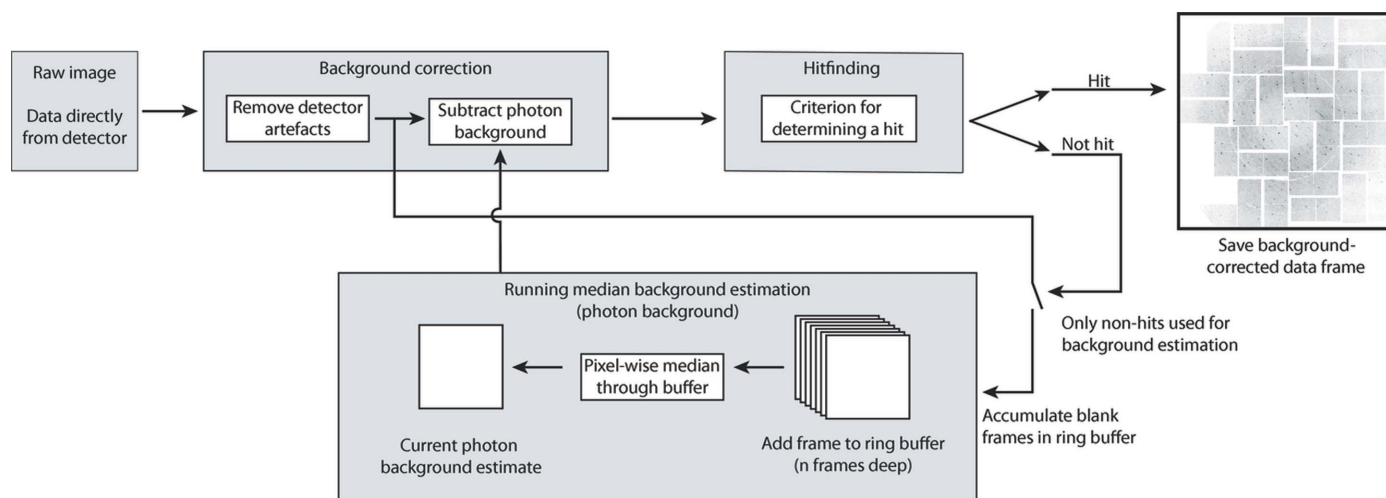 Raw image
Data directly
from detector
Background correction
Remove detector
artefacts
Subtract photon
background
Hitfinding
Criterion for
determining a hit
Hit
Not hit
Save background-
corrected data frame
Only non-hits used for
background estimation
Accumulate blank
frames in ring buffer
Running median background estimation
(photon background)
Pixel-wise median
through buffer
Current photon
background estimate
Add frame to ring buffer
(n frames deep)